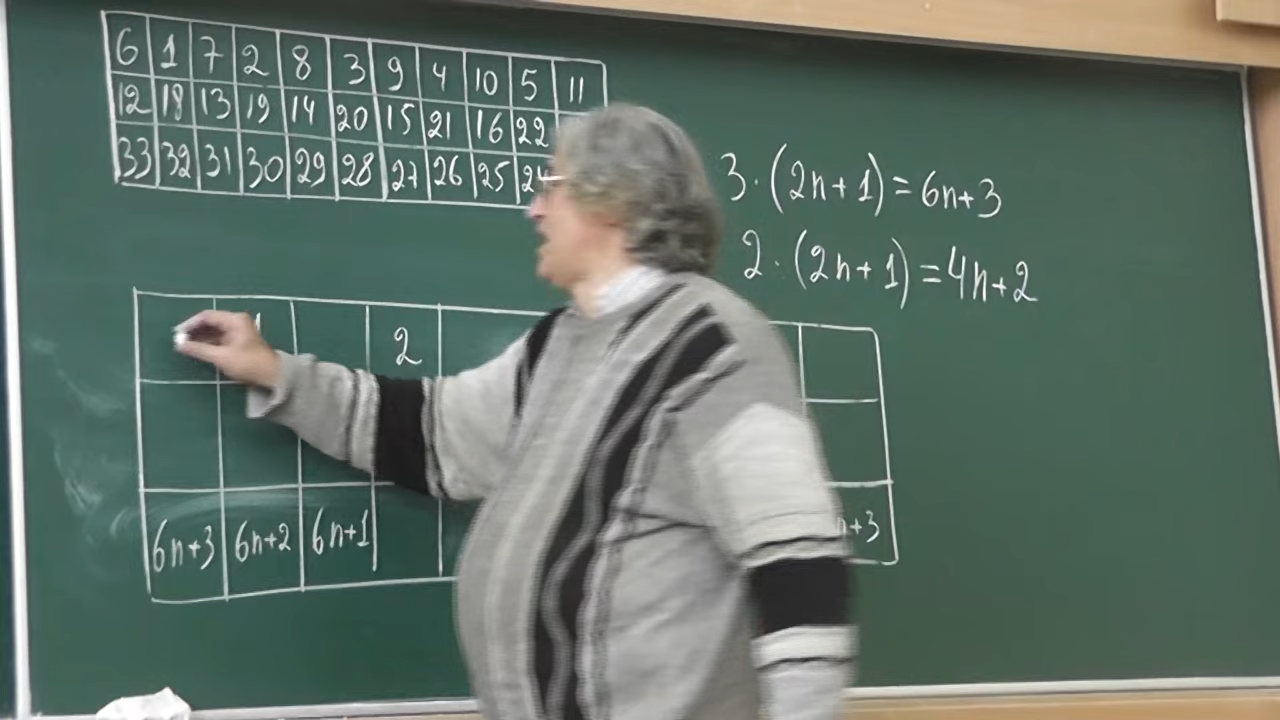 6 1 7 2 8 3 9 4 10 5 11
12 18 13 19 14 20 15 21 16 22
33 32 31 30 29 28 27 26 25 24
3·(2n+1)=6n+3
2·(2n+1)=4n+2
2
6n+3 6n+2 6n+1 n+3